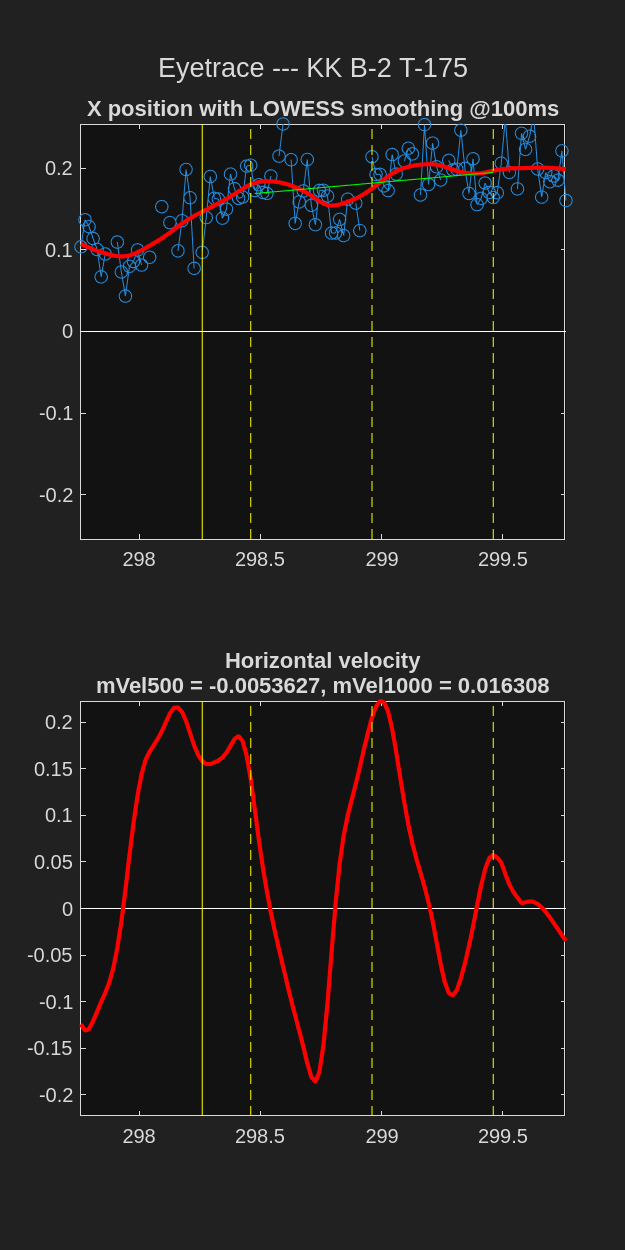 Eyetrace --- KK B-2 T-175
X position with LOWESS smoothing @100ms
0.2
0.1
0
-0.1
-0.2
298 298.5 299 299.5
Horizontal velocity
mVel500 = -0.0053627, mVel1000 = 0.016308
0.2
0.15
0.1
0.05
0
-0.05
-0.1
-0.15
-0.2
298 298.5 299 299.5